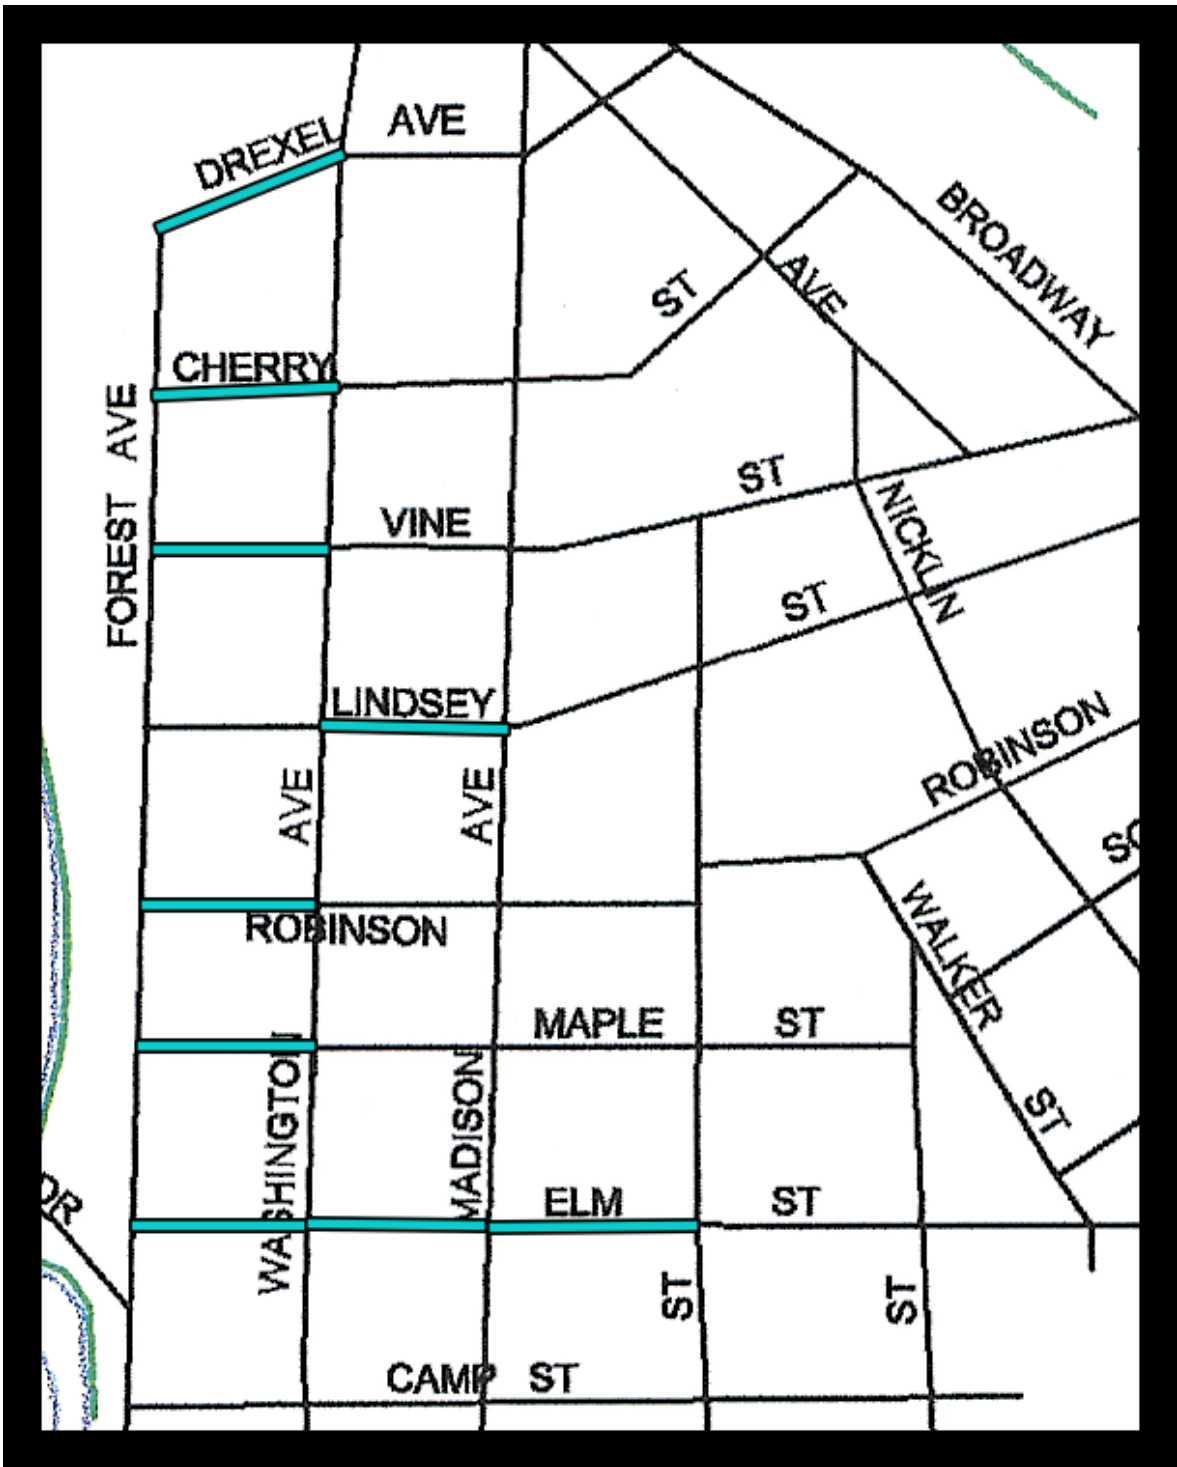 DREXEL AVE
BROADWAY
ST
AVE
CHERRY
FOREST AVE
VINE
ST
NICKLIN
ST
LINDSEY
ROBINSON
AVE
AVE
WALKER
ROBINSON
MAPLE ST
WASHINGTON
MADISON
ST
DR
ELM ST
ST
ST
CAMP ST